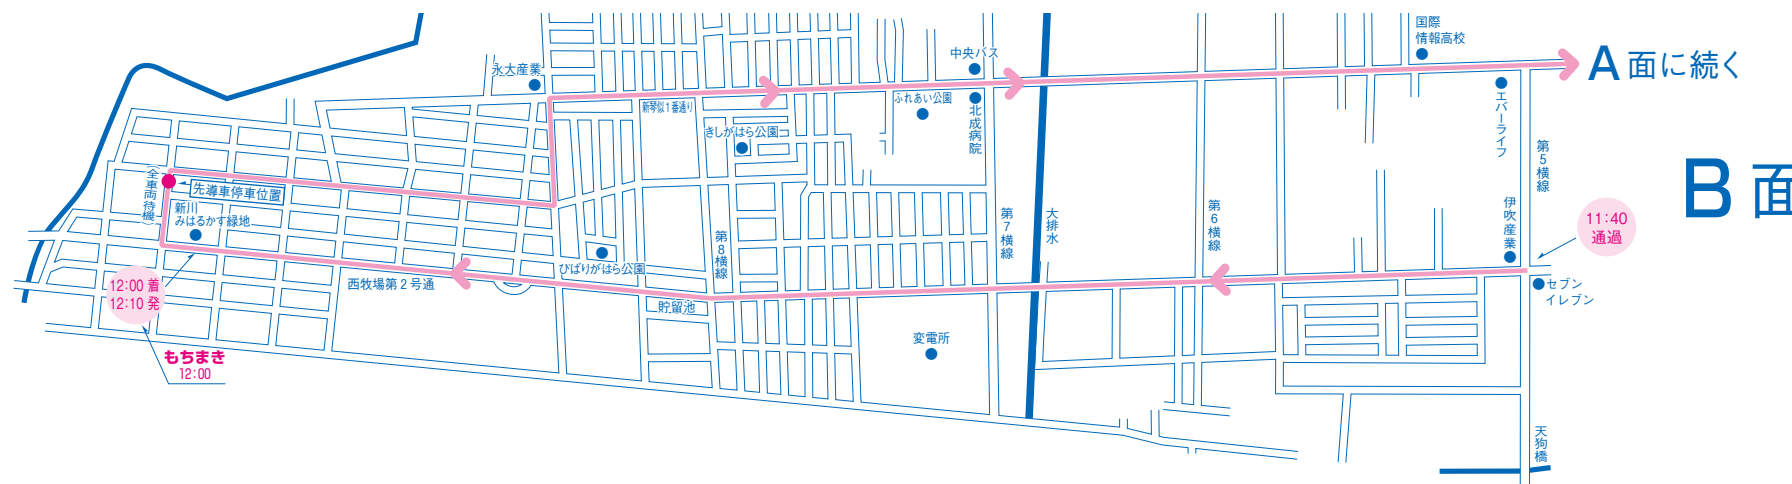 国際
情報高校
中央バス
永大産業
A面に続く
エバーライフ
新琴似1番通り
ふれあい公園
北成病院
きしがはら公園
第5横線
B面
(全車両待機)
先導車停車位置
新川
みはるかす緑地
第7横線
大排水
第6横線
伊吹産業
11:40
通過
第8横線
ひばりがはら公園
西牧場第2号通
12:00 着
12:10 発
セブン
イレブン
貯留池
変電所
もちまき
12:00
天狗橋